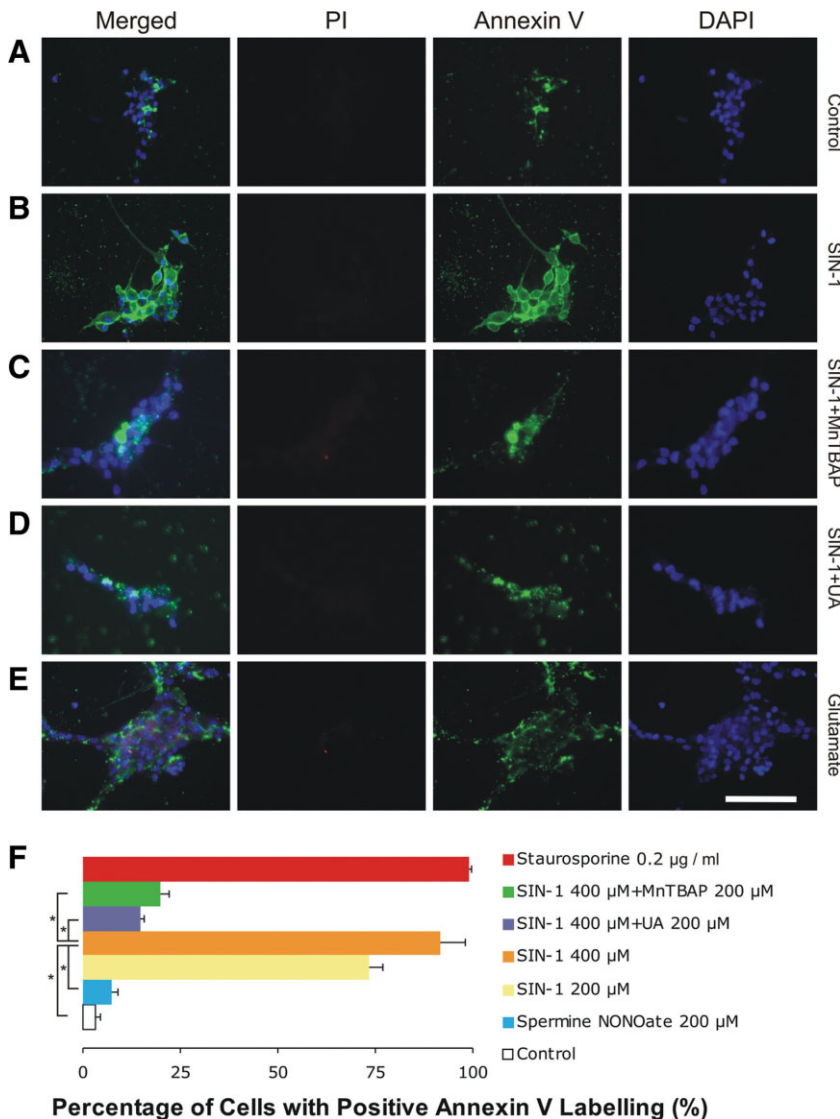 Merged PI Annexin V DAPI
A
Control
B
SIN-1
C
SIN-1+MnTBAP
D
SIN-1+UA
E
Glutamate
F
Staurosporine 0.2 µg / ml
SIN-1 400 µM+MnTBAP 200 µM
* SIN-1 400 µM+UA 200 µM
*
SIN-1 400 µM
* SIN-1 200 µM
* Spermine NONOate 200 µM
Control
0 25 50 75 100
Percentage of Cells with Positive Annexin V Labelling (%)